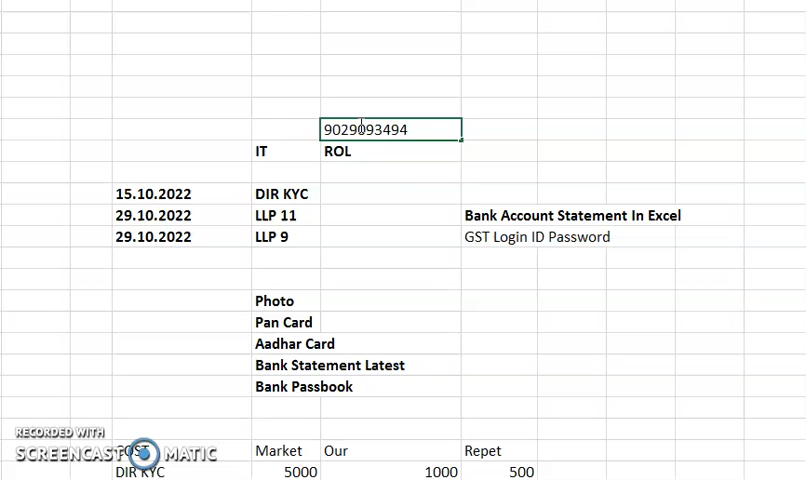 9029093494
IT ROL
15.10.2022 DIR KYC
29.10.2022 LLP 11 Bank Account Statement In Excel
29.10.2022 LLP 9 GST Login ID Password
Photo
Pan Card
Aadhar Card
Bank Statement Latest
Bank Passbook
RECORDED WITH
SCREENCAST MATIC
COST Market Our Repet
DIR KYC 5000 1000 500